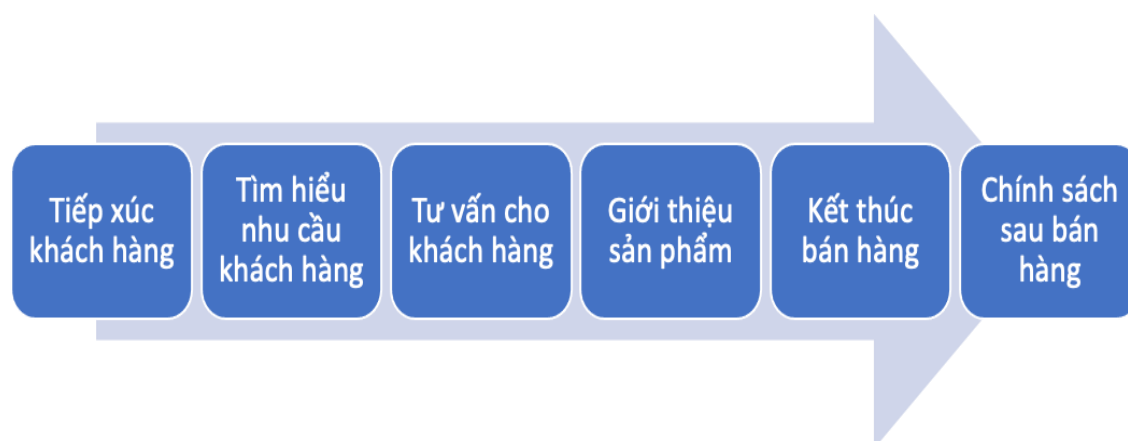 Tiếp xúc
khách hàng
Tìm hiểu
nhu cầu
khách hàng
Tư vấn cho
khách hàng
Giới thiệu
sản phẩm
Kết thúc
bán hàng
Chính sách
sau bán
hàng